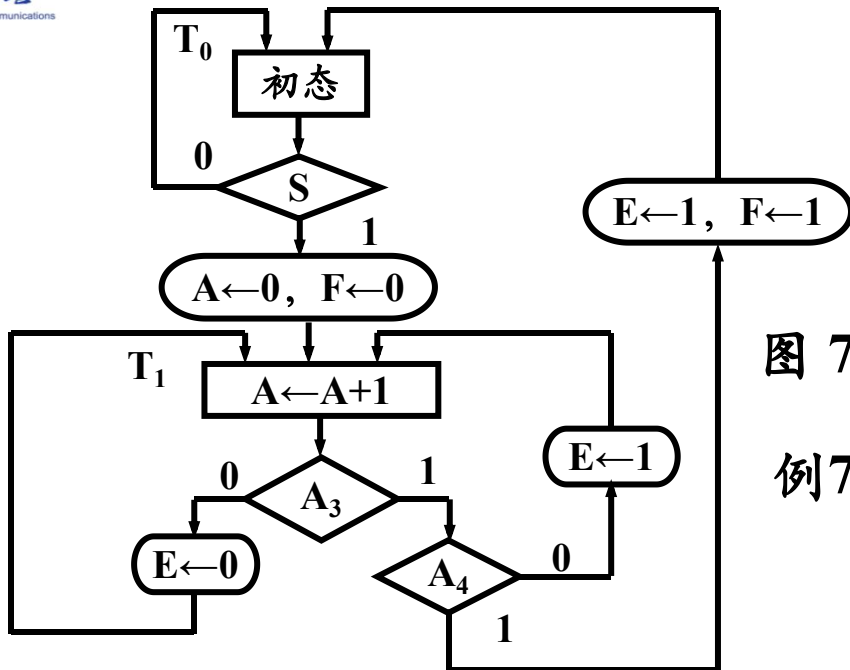 munications
T₀
初态
0
S
1
E←1, F←1
A←0, F←0
T₁
A←A+1
图 7
E←1
例7
0
1
A₃
E←0
A₄
0
1